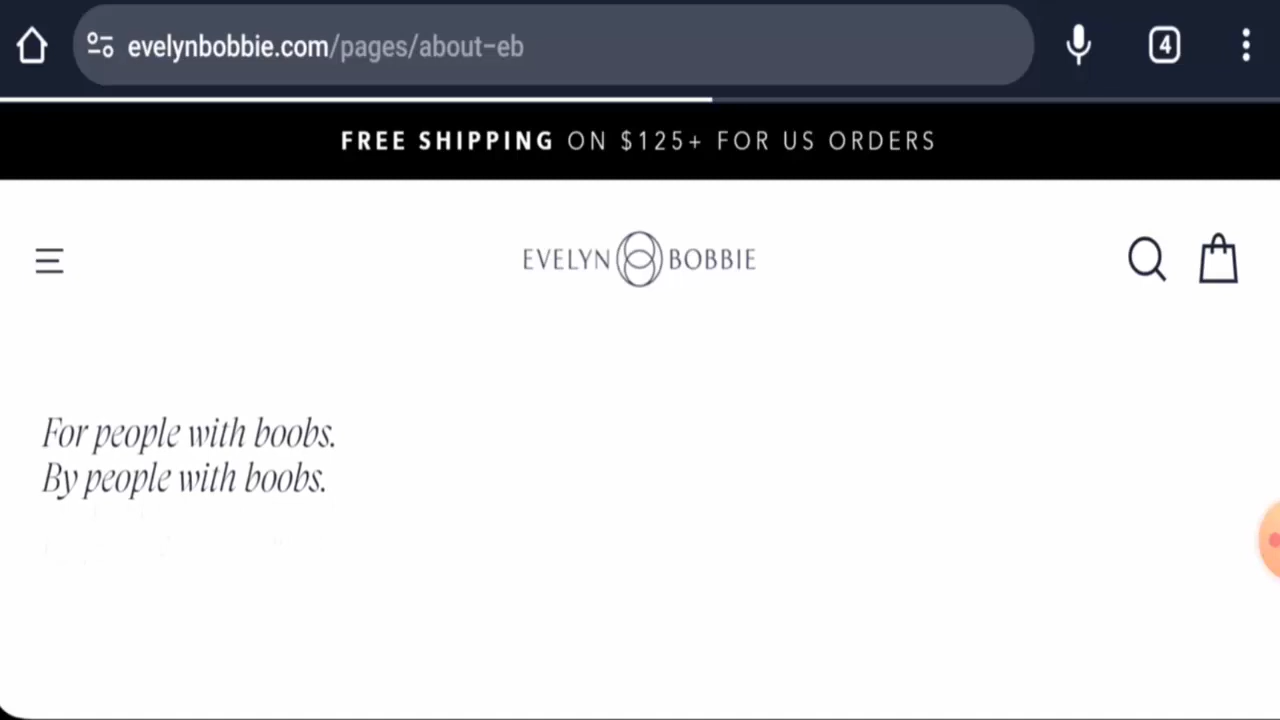 evelynbobbie.com/pages/about-eb
4
FREE SHIPPING ON $125+ FOR US ORDERS
EVELYN BOBBIE
For people with boobs.
By people with boobs.